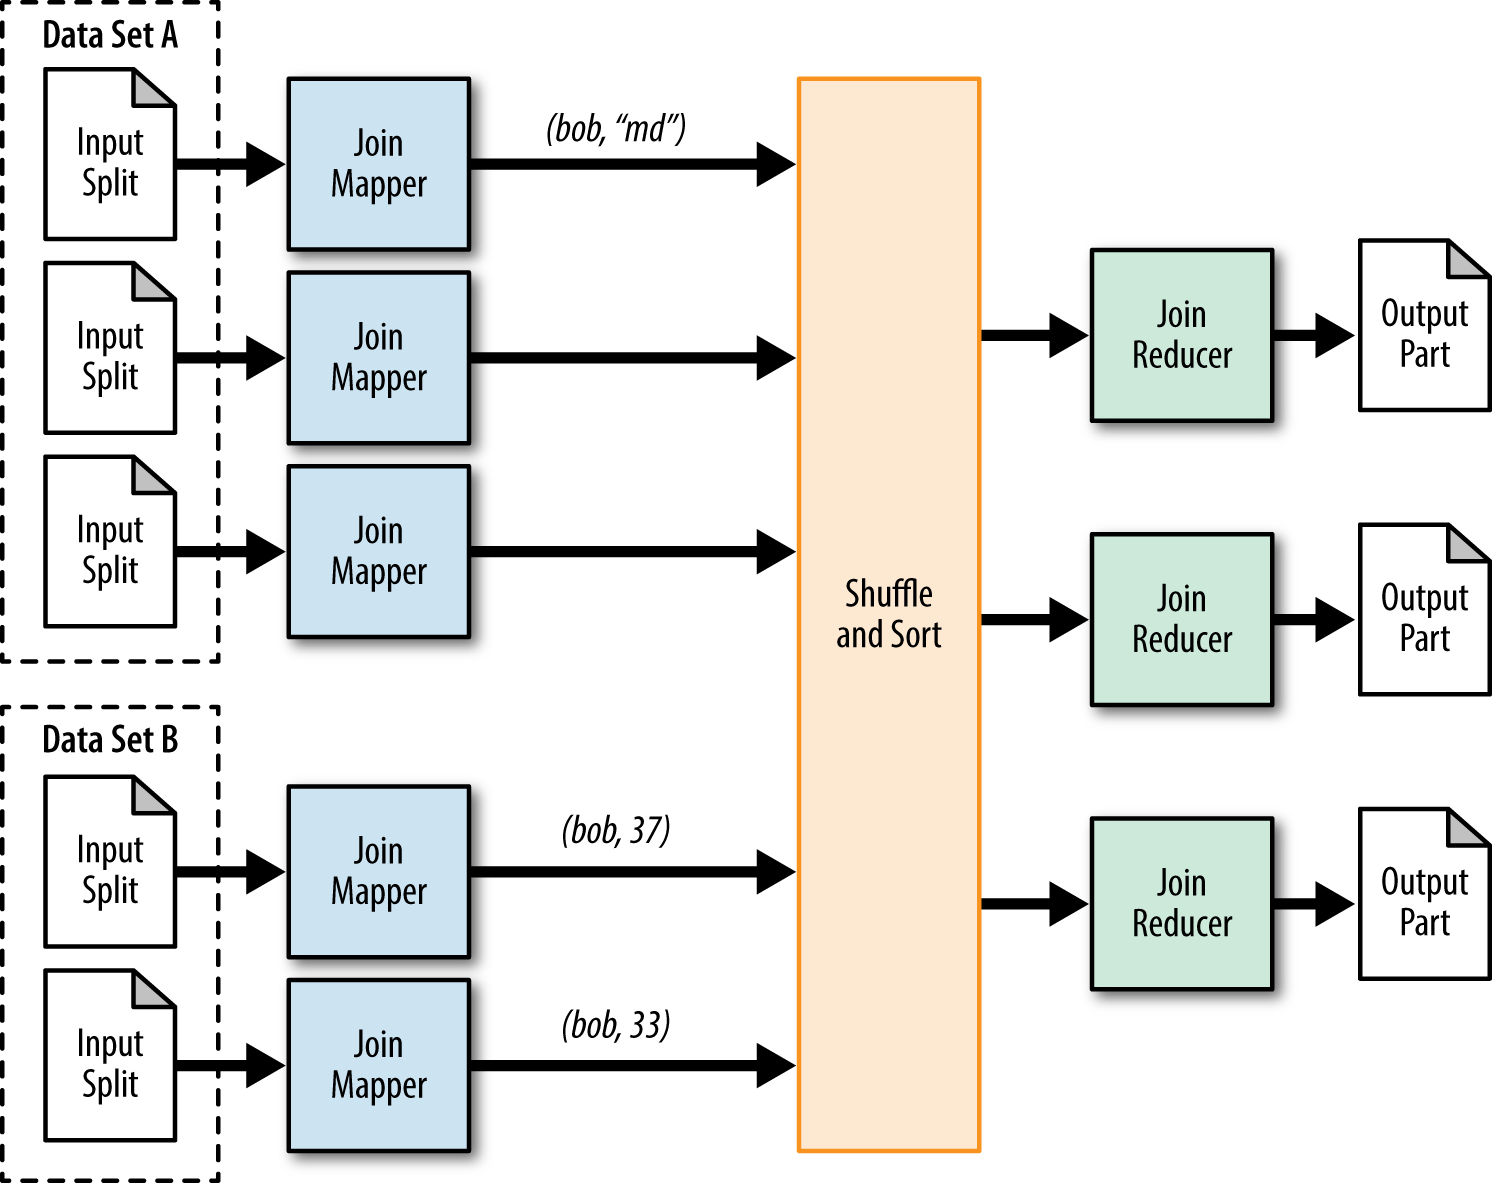 Data Set A
Input
Split
Join
Mapper
(bob, “md”)
Input
Split
Join
Mapper
Input
Split
Join
Mapper
Data Set B
Input
Split
Join
Mapper
(bob, 37)
Input
Split
Join
Mapper
(bob, 33)
Shuffle
and Sort
Join
Reducer
Output
Part
Join
Reducer
Output
Part
Join
Reducer
Output
Part